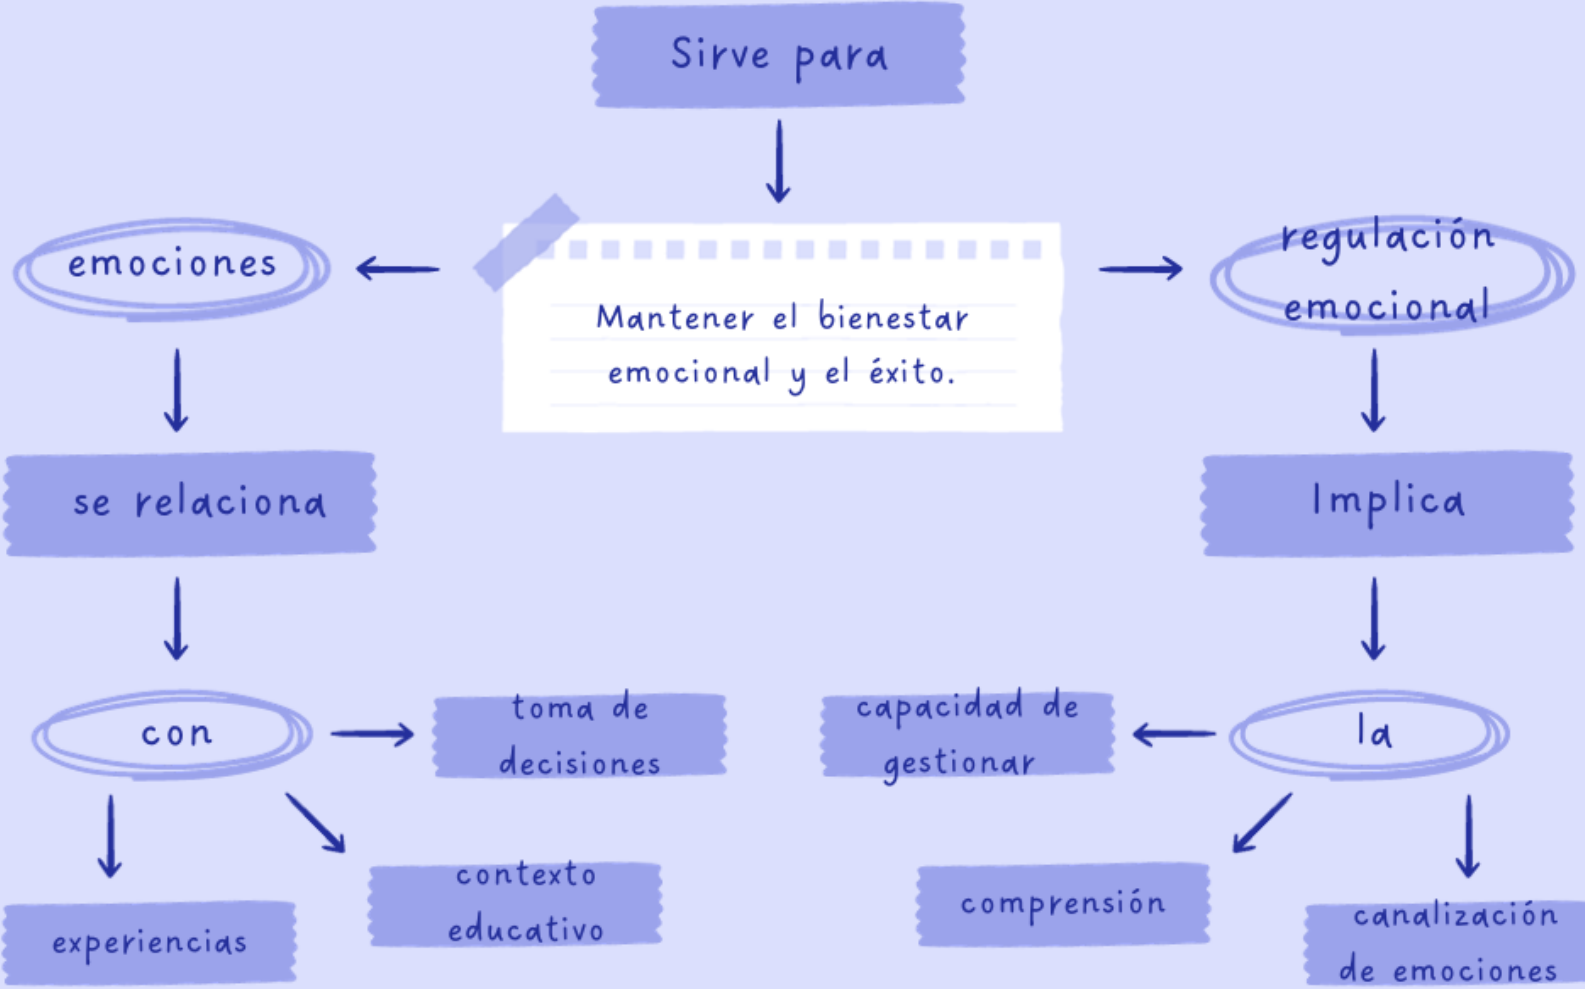 Sirve para
emociones
Mantener el bienestar
emocional y el éxito.
regulación
emocional
se relaciona
Implica
con
toma de
decisiones
capacidad de
gestionar
la
experiencias
contexto
educativo
comprensión
canalización
de emociones